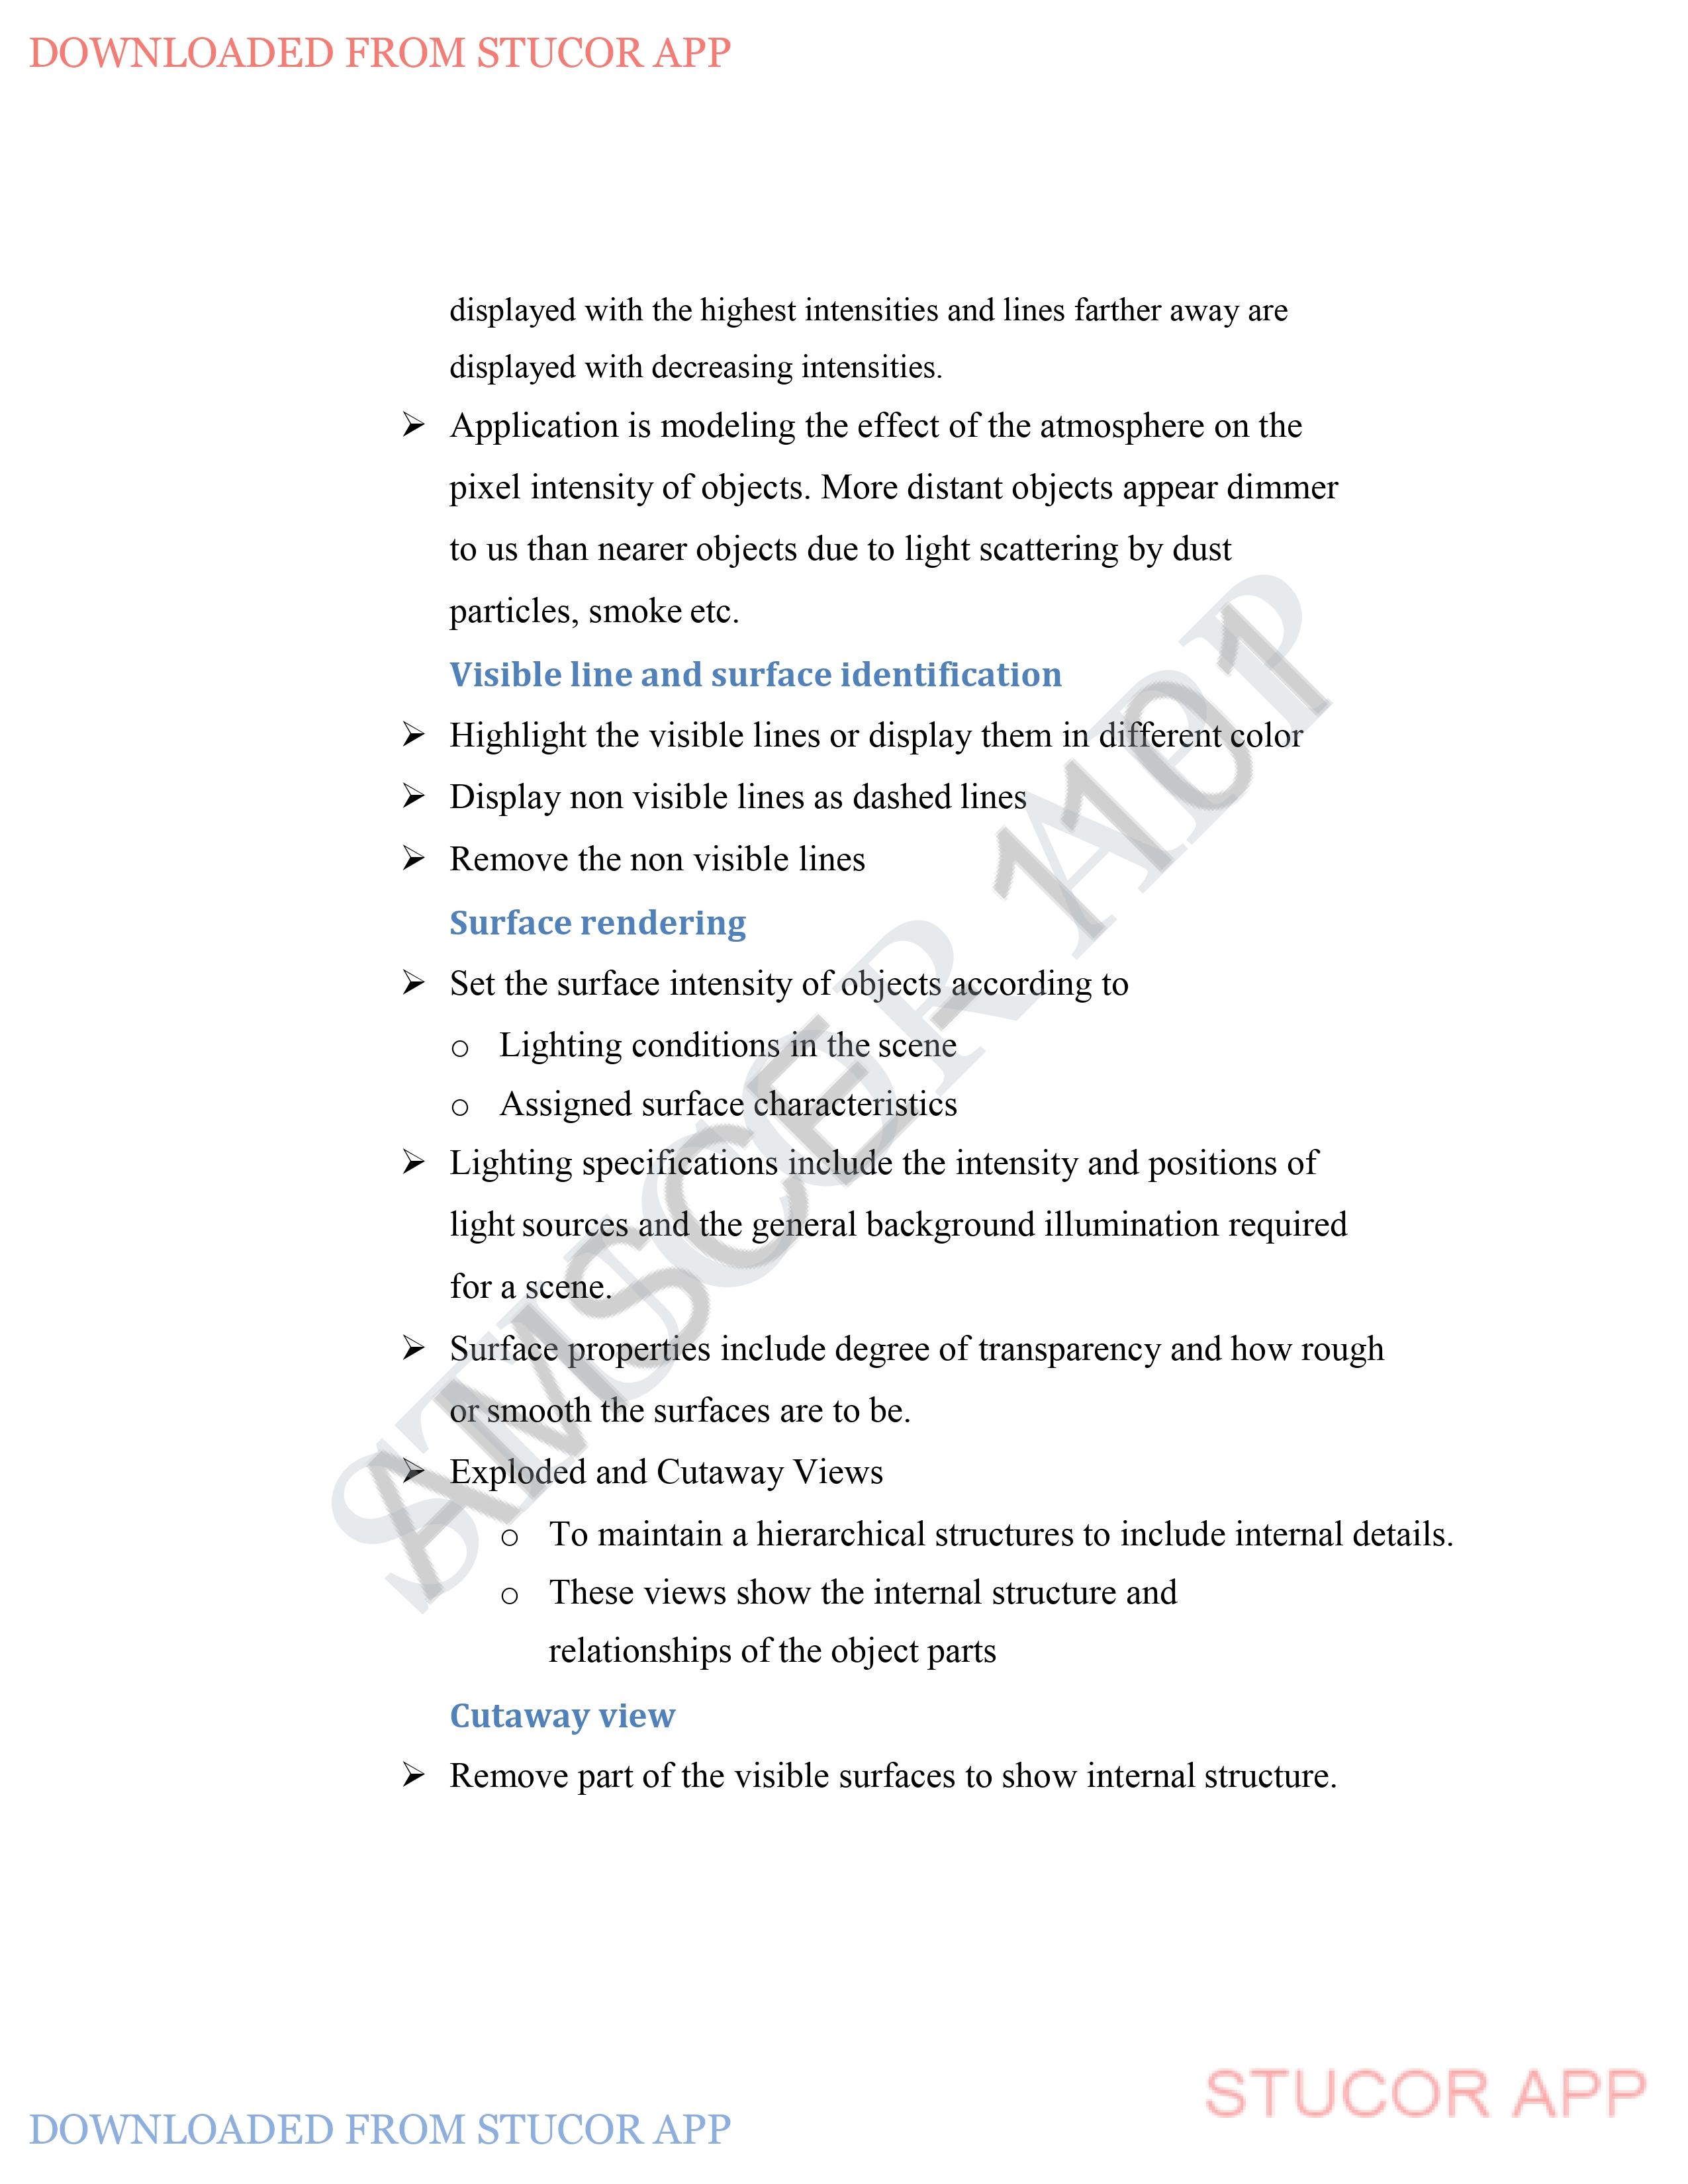 DOWNLOADED FROM STUCOR APP
displayed with the highest intensities and lines farther away are
displayed with decreasing intensities.
➢ Application is modeling the effect of the atmosphere on the
pixel intensity of objects. More distant objects appear dimmer
to us than nearer objects due to light scattering by dust
particles, smoke etc.
Visible line and surface identification
➢ Highlight the visible lines or display them in different color
➢ Display non visible lines as dashed lines
➢ Remove the non visible lines
Surface rendering
➢ Set the surface intensity of objects according to
o Lighting conditions in the scene
o Assigned surface characteristics
➢ Lighting specifications include the intensity and positions of
light sources and the general background illumination required
for a scene.
➢ Surface properties include degree of transparency and how rough
or smooth the surfaces are to be.
➢ Exploded and Cutaway Views
o To maintain a hierarchical structures to include internal details.
o These views show the internal structure and
relationships of the object parts
Cutaway view
➢ Remove part of the visible surfaces to show internal structure.
STUCOR APP
AMSCE - 1101
STUCOR APP
DOWNLOADED FROM STUCOR APP